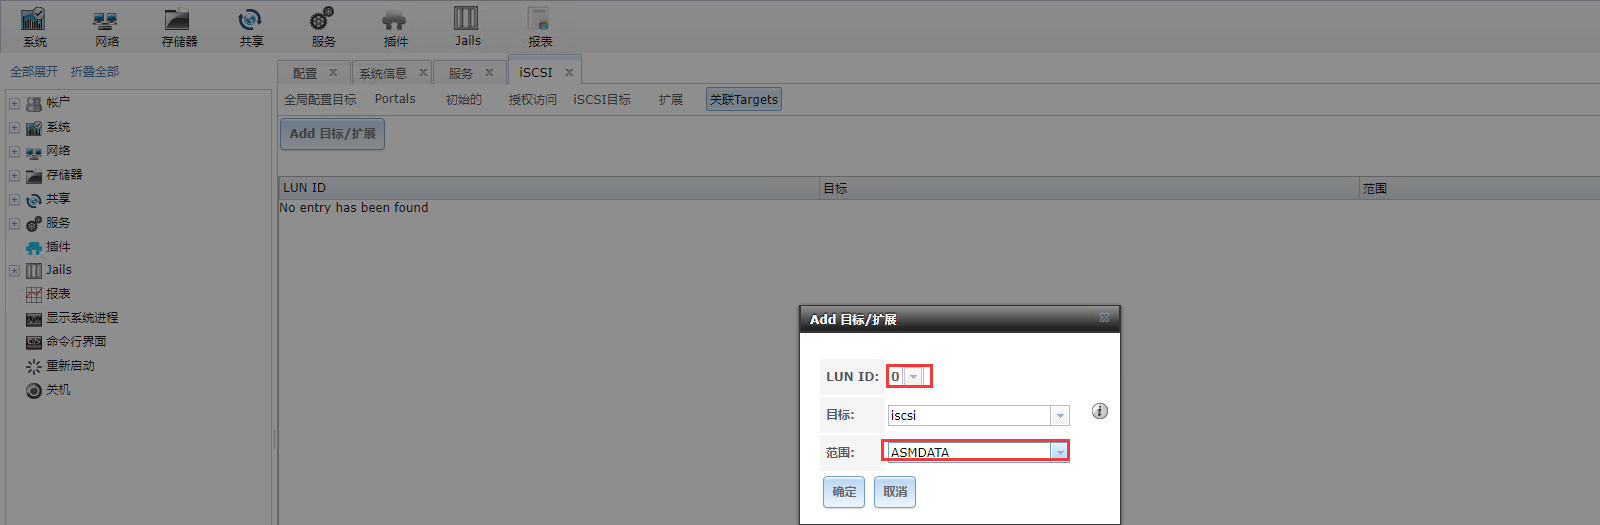 系统 网络 存储器 共享 服务 插件 Jails 报表
全部展开 折叠全部
帐户
系统
网络
存储器
共享
服务
插件
Jails
报表
显示系统进程
命令行界面
重新启动
关机
配置 系统信息 服务 iSCSI
全局配置目标 Portals 初始的 授权访问 iSCSI目标 扩展 关联Targets
Add 目标/扩展
LUN ID 目标 范围
No entry has been found
Add 目标/扩展
LUN ID: 0
目标: iscsi
范围: ASMDATA
确定 取消